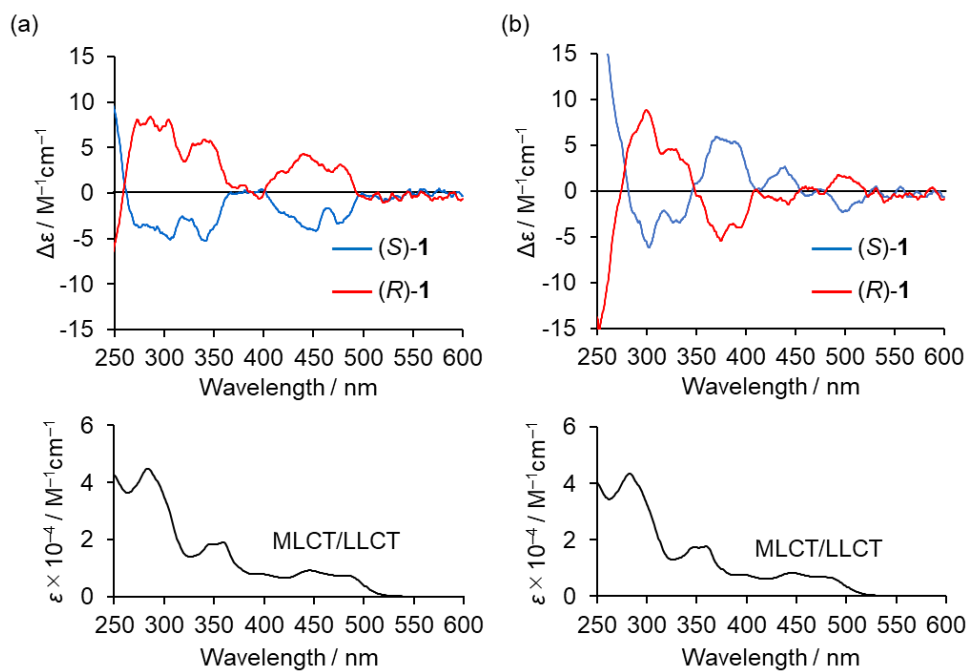 (a)
15
10
5
0
-5
-10
-15
Δε / M⁻¹cm⁻¹
(S)-1
(R)-1
250 300 350 400 450 500 550 600
Wavelength / nm
6
4
2
0
ε × 10⁻⁴ / M⁻¹cm⁻¹
MLCT/LLCT
250 300 350 400 450 500 550 600
Wavelength / nm
(b)
15
10
5
0
-5
-10
-15
Δε / M⁻¹cm⁻¹
(S)-1
(R)-1
250 300 350 400 450 500 550 600
Wavelength / nm
6
4
2
0
ε × 10⁻⁴ / M⁻¹cm⁻¹
MLCT/LLCT
250 300 350 400 450 500 550 600
Wavelength / nm